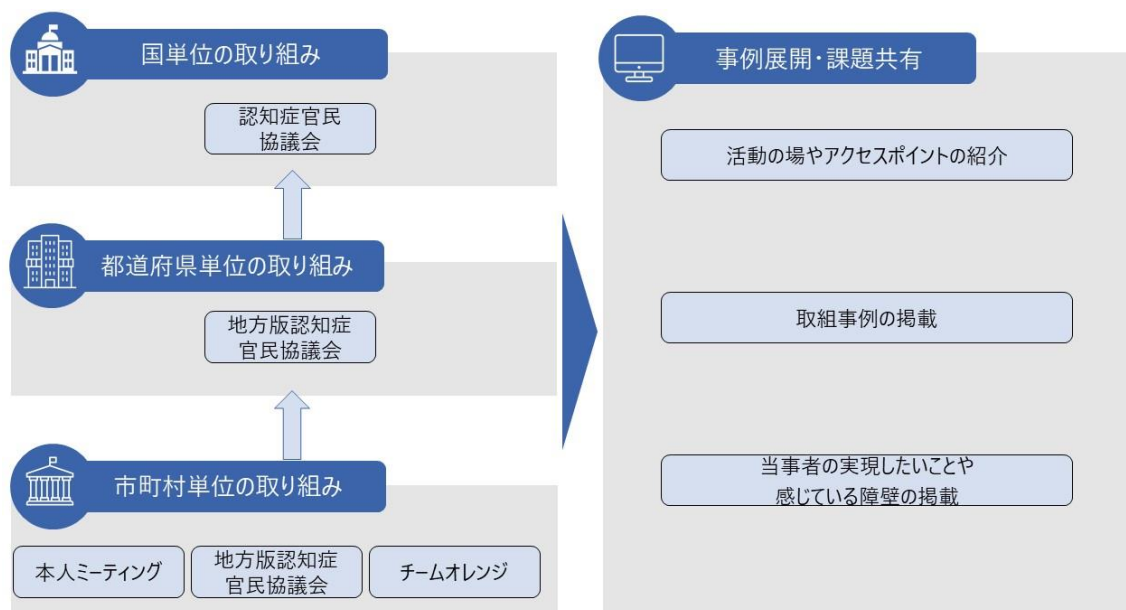 国単位の取り組み
認知症官民
協議会
都道府県単位の取り組み
地方版認知症
官民協議会
市町村単位の取り組み
本人ミーティング
地方版認知症
官民協議会
チームオレンジ
事例展開・課題共有
活動の場やアクセスポイントの紹介
取組事例の掲載
当事者の実現したいことや
感じている障壁の掲載